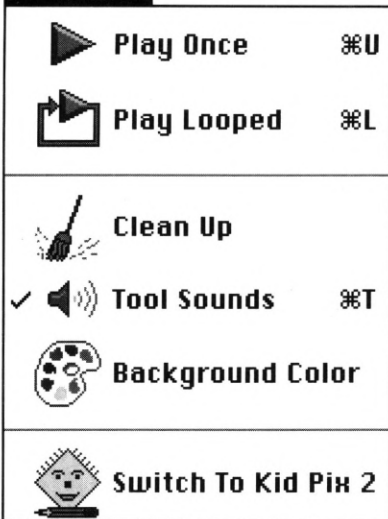 Play Once ⌘U
Play Looped ⌘L
Clean Up
✓ Tool Sounds ⌘T
Background Color
Switch To Kid Pix 2